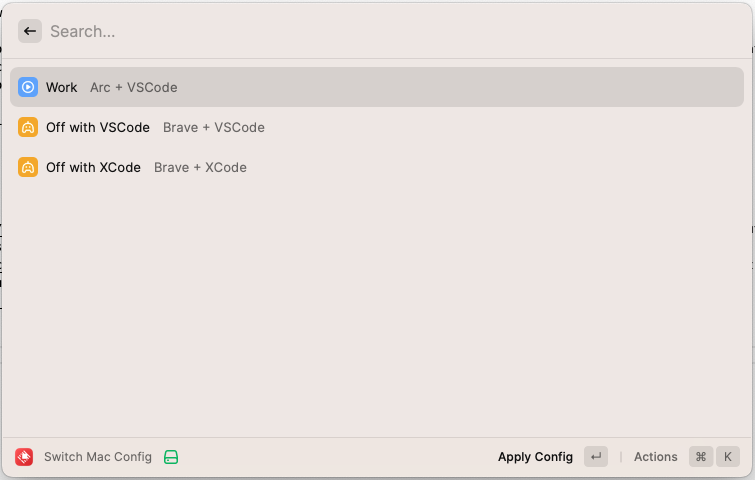 Search...
Work Arc + VSCode
Off with VSCode Brave + VSCode
Off with XCode Brave + XCode
Switch Mac Config Apply Config ↵ | Actions ⌘ K